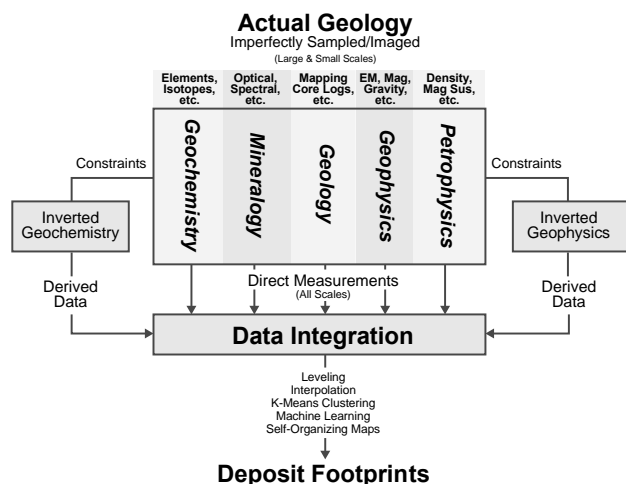 Actual Geology
Imperfectly Sampled/Imaged
(Large & Small Scales)
Elements, Isotopes, etc.
Optical, Spectral, etc.
Mapping Core Logs, etc.
EM, Mag, Gravity, etc.
Density, Mag Sus, etc.
Geochemistry
Mineralogy
Geology
Geophysics
Petrophysics
Constraints
Constraints
Inverted
Geochemistry
Inverted
Geophysics
Derived
Data
Direct Measurements
(All Scales)
Derived
Data
Data Integration
Leveling
Interpolation
K-Means Clustering
Machine Learning
Self-Organizing Maps
Deposit Footprints